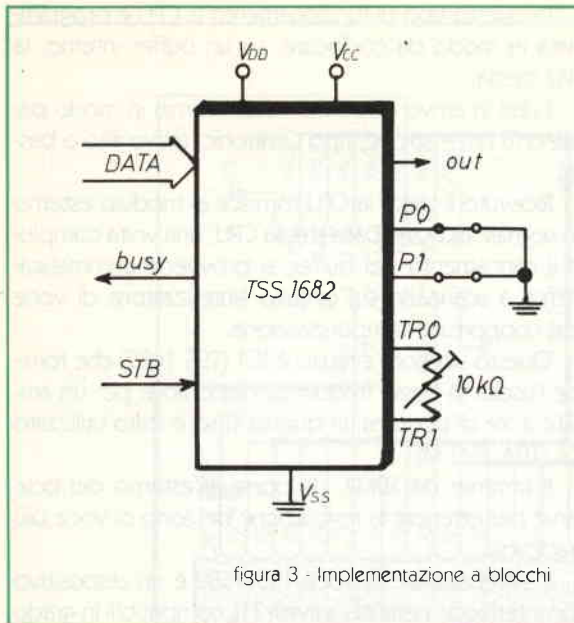 VDD
VCC
DATA
out
P0
busy
P1
TSS 1682
TR0
STB
10kΩ
TR1
VSS
figura 3 - Implementazione a blocchi